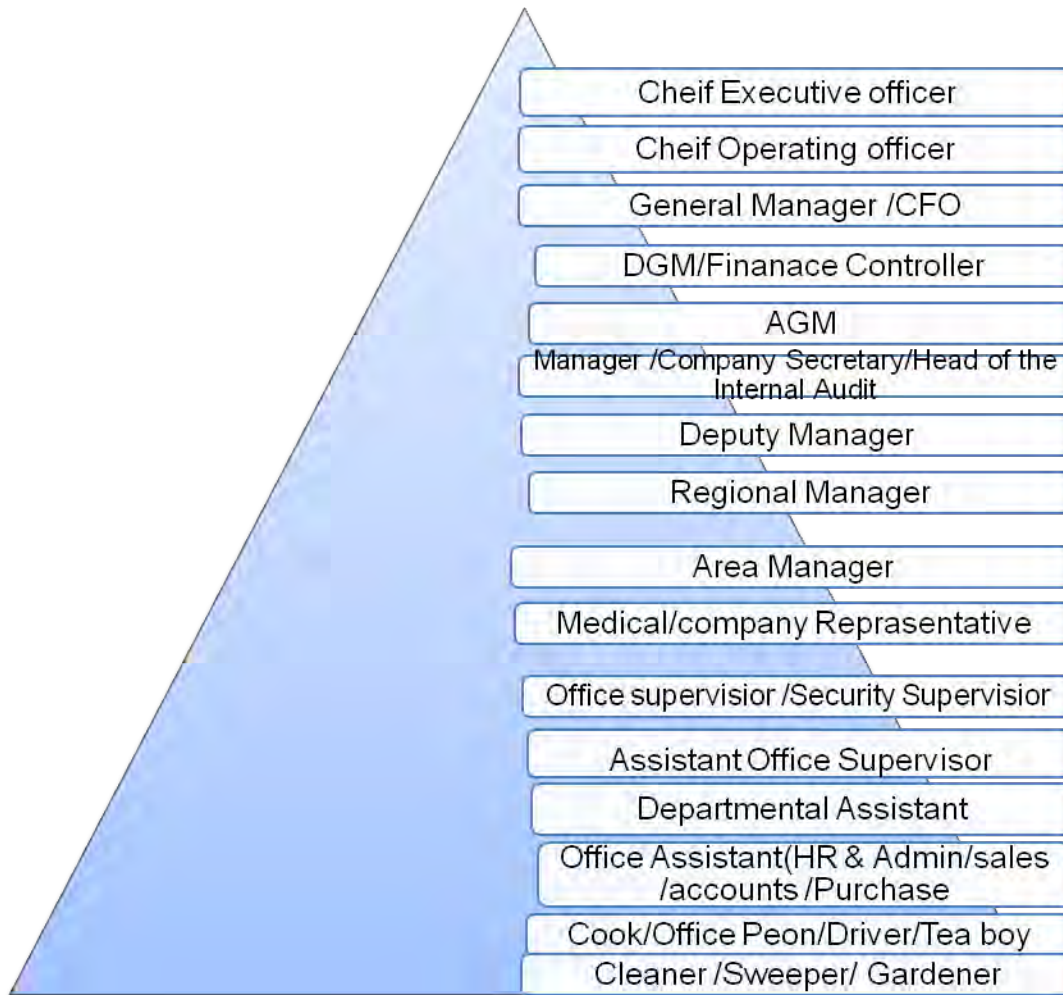 Cheif Executive officer
Cheif Operating officer
General Manager /CFO
DGM/Finanace Controller
AGM
Manager /Company Secretary/Head of the
Internal Audit
Deputy Manager
Regional Manager
Area Manager
Medical/company Reprasentative
Office supervisior /Security Supervisior
Assistant Office Supervisor
Departmental Assistant
Office Assistant(HR & Admin/sales
/accounts /Purchase
Cook/Office Peon/Driver/Tea boy
Cleaner /Sweeper/ Gardener